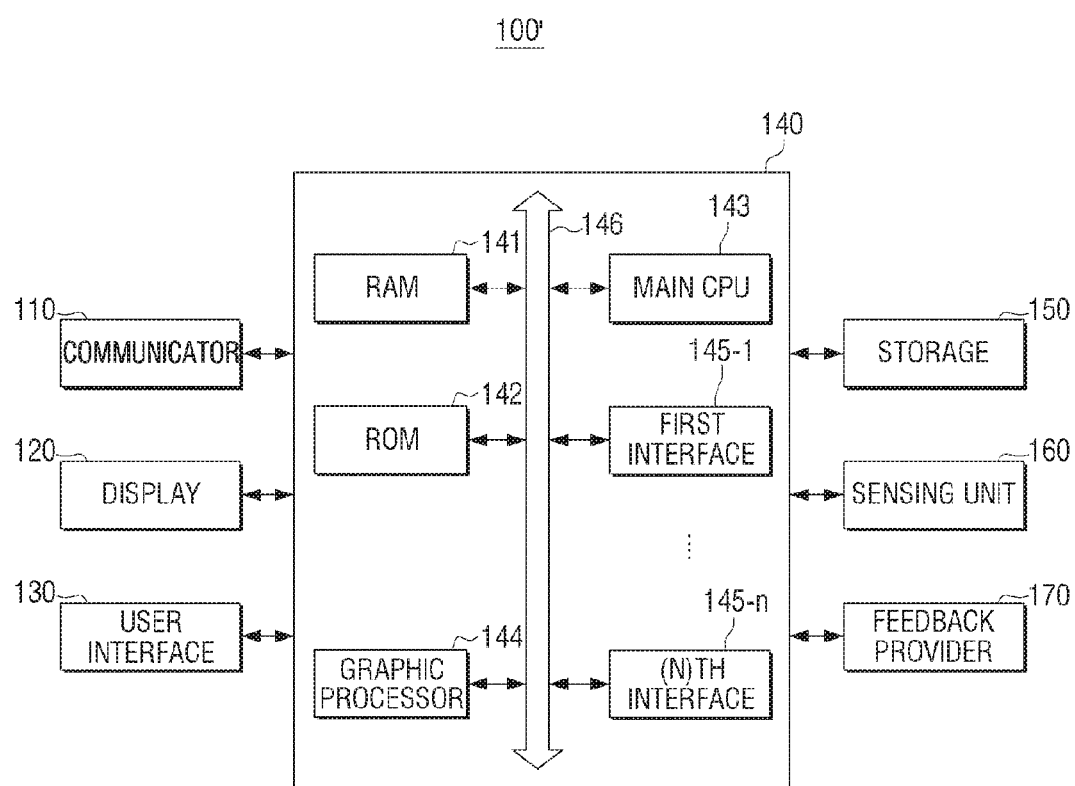 100'
140
141
RAM
146
143
MAIN CPU
110
COMMUNICATOR
150
STORAGE
142
ROM
145-1
FIRST
INTERFACE
120
DISPLAY
160
SENSING UNIT
130
USER
INTERFACE
144
GRAPHIC
PROCESSOR
145-n
(N)TH
INTERFACE
170
FEEDBACK
PROVIDER